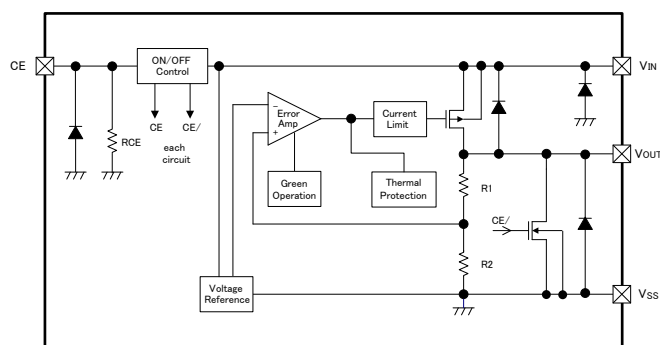 CE
ON/OFF
Control
VIN
CE
CE/
each
circuit
RCE
−
Error
Amp
+
Current
Limit
Green
Operation
Thermal
Protection
R1
VOUT
CE/
R2
Voltage
Reference
VSS